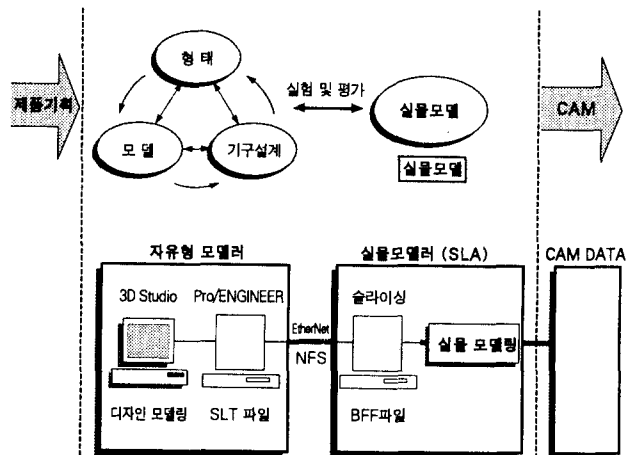 형 태
제품기획
실험 및 평가
실물모델
CAM
모 델
기구설계
실물모델
자유형 모델러
실물모델러 (SLA)
CAM DATA
3D Studio
Pro/ENGINEER
슬라이싱
EtherNet
NFS
실물 모델링
디자인 모델링
SLT 파일
BFF파일